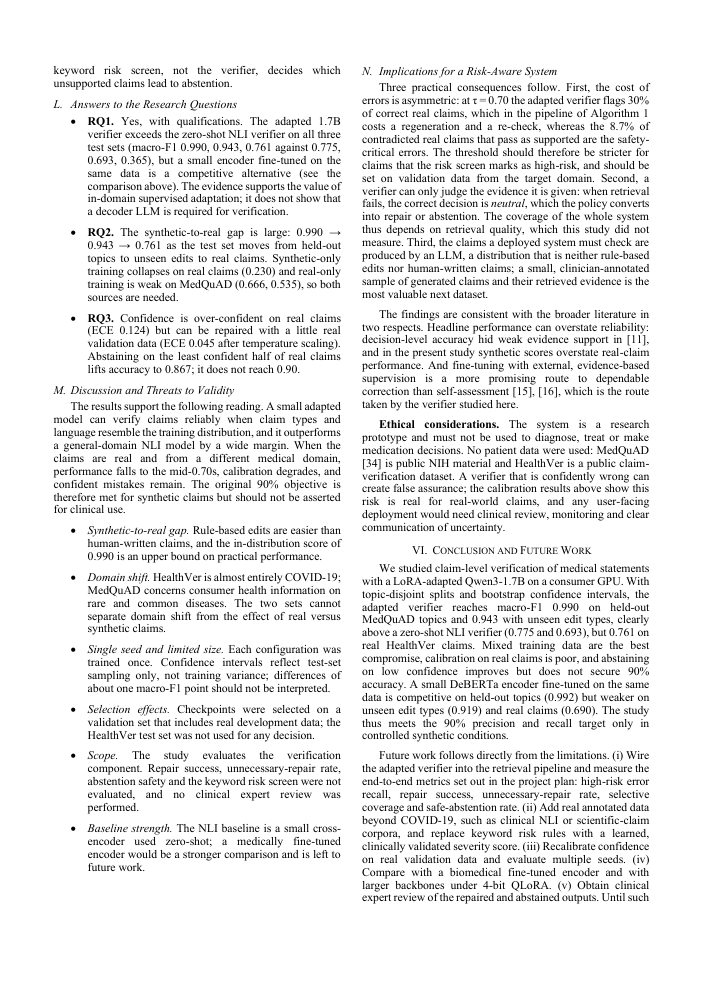 keyword risk screen, not the verifier, decides which
unsupported claims lead to abstention.
L. Answers to the Research Questions
• RQ1. Yes, with qualifications. The adapted 1.7B
verifier exceeds the zero-shot NLI verifier on all three
test sets (macro-F1 0.990, 0.943, 0.761 against 0.775,
0.693, 0.365), but a small encoder fine-tuned on the
same data is a competitive alternative (see the
comparison above). The evidence supports the value of
in-domain supervised adaptation; it does not show that
a decoder LLM is required for verification.
• RQ2. The synthetic-to-real gap is large: 0.990 →
0.943 → 0.761 as the test set moves from held-out
topics to unseen edits to real claims. Synthetic-only
training collapses on real claims (0.230) and real-only
training is weak on MedQuAD (0.666, 0.535), so both
sources are needed.
• RQ3. Confidence is over-confident on real claims
(ECE 0.124) but can be repaired with a little real
validation data (ECE 0.045 after temperature scaling).
Abstaining on the least confident half of real claims
lifts accuracy to 0.867; it does not reach 0.90.
M. Discussion and Threats to Validity
The results support the following reading. A small adapted
model can verify claims reliably when claim types and
language resemble the training distribution, and it outperforms
a general-domain NLI model by a wide margin. When the
claims are real and from a different medical domain,
performance falls to the mid-0.70s, calibration degrades, and
confident mistakes remain. The original 90% objective is
therefore met for synthetic claims but should not be asserted
for clinical use.
• Synthetic-to-real gap. Rule-based edits are easier than
human-written claims, and the in-distribution score of
0.990 is an upper bound on practical performance.
• Domain shift. HealthVer is almost entirely COVID-19;
MedQuAD concerns consumer health information on
rare and common diseases. The two sets cannot
separate domain shift from the effect of real versus
synthetic claims.
• Single seed and limited size. Each configuration was
trained once. Confidence intervals reflect test-set
sampling only, not training variance; differences of
about one macro-F1 point should not be interpreted.
• Selection effects. Checkpoints were selected on a
validation set that includes real development data; the
HealthVer test set was not used for any decision.
• Scope. The study evaluates the verification
component. Repair success, unnecessary-repair rate,
abstention safety and the keyword risk screen were not
evaluated, and no clinical expert review was
performed.
• Baseline strength. The NLI baseline is a small cross-
encoder used zero-shot; a medically fine-tuned
encoder would be a stronger comparison and is left to
future work.
N. Implications for a Risk-Aware System
Three practical consequences follow. First, the cost of
errors is asymmetric: at τ = 0.70 the adapted verifier flags 30%
of correct real claims, which in the pipeline of Algorithm 1
costs a regeneration and a re-check, whereas the 8.7% of
contradicted real claims that pass as supported are the safety-
critical errors. The threshold should therefore be stricter for
claims that the risk screen marks as high-risk, and should be
set on validation data from the target domain. Second, a
verifier can only judge the evidence it is given: when retrieval
fails, the correct decision is neutral, which the policy converts
into repair or abstention. The coverage of the whole system
thus depends on retrieval quality, which this study did not
measure. Third, the claims a deployed system must check are
produced by an LLM, a distribution that is neither rule-based
edits nor human-written claims; a small, clinician-annotated
sample of generated claims and their retrieved evidence is the
most valuable next dataset.
The findings are consistent with the broader literature in
two respects. Headline performance can overstate reliability:
decision-level accuracy hid weak evidence support in [11],
and in the present study synthetic scores overstate real-claim
performance. And fine-tuning with external, evidence-based
supervision is a more promising route to dependable
correction than self-assessment [15], [16], which is the route
taken by the verifier studied here.
Ethical considerations. The system is a research
prototype and must not be used to diagnose, treat or make
medication decisions. No patient data were used: MedQuAD
[34] is public NIH material and HealthVer is a public claim-
verification dataset. A verifier that is confidently wrong can
create false assurance; the calibration results above show this
risk is real for real-world claims, and any user-facing
deployment would need clinical review, monitoring and clear
communication of uncertainty.
VI. CONCLUSION AND FUTURE WORK
We studied claim-level verification of medical statements
with a LoRA-adapted Qwen3-1.7B on a consumer GPU. With
topic-disjoint splits and bootstrap confidence intervals, the
adapted verifier reaches macro-F1 0.990 on held-out
MedQuAD topics and 0.943 with unseen edit types, clearly
above a zero-shot NLI verifier (0.775 and 0.693), but 0.761 on
real HealthVer claims. Mixed training data are the best
compromise, calibration on real claims is poor, and abstaining
on low confidence improves but does not secure 90%
accuracy. A small DeBERTa encoder fine-tuned on the same
data is competitive on held-out topics (0.992) but weaker on
unseen edit types (0.919) and real claims (0.690). The study
thus meets the 90% precision and recall target only in
controlled synthetic conditions.
Future work follows directly from the limitations. (i) Wire
the adapted verifier into the retrieval pipeline and measure the
end-to-end metrics set out in the project plan: high-risk error
recall, repair success, unnecessary-repair rate, selective
coverage and safe-abstention rate. (ii) Add real annotated data
beyond COVID-19, such as clinical NLI or scientific-claim
corpora, and replace keyword risk rules with a learned,
clinically validated severity score. (iii) Recalibrate confidence
on real validation data and evaluate multiple seeds. (iv)
Compare with a biomedical fine-tuned encoder and with
larger backbones under 4-bit QLoRA. (v) Obtain clinical
expert review of the repaired and abstained outputs. Until such